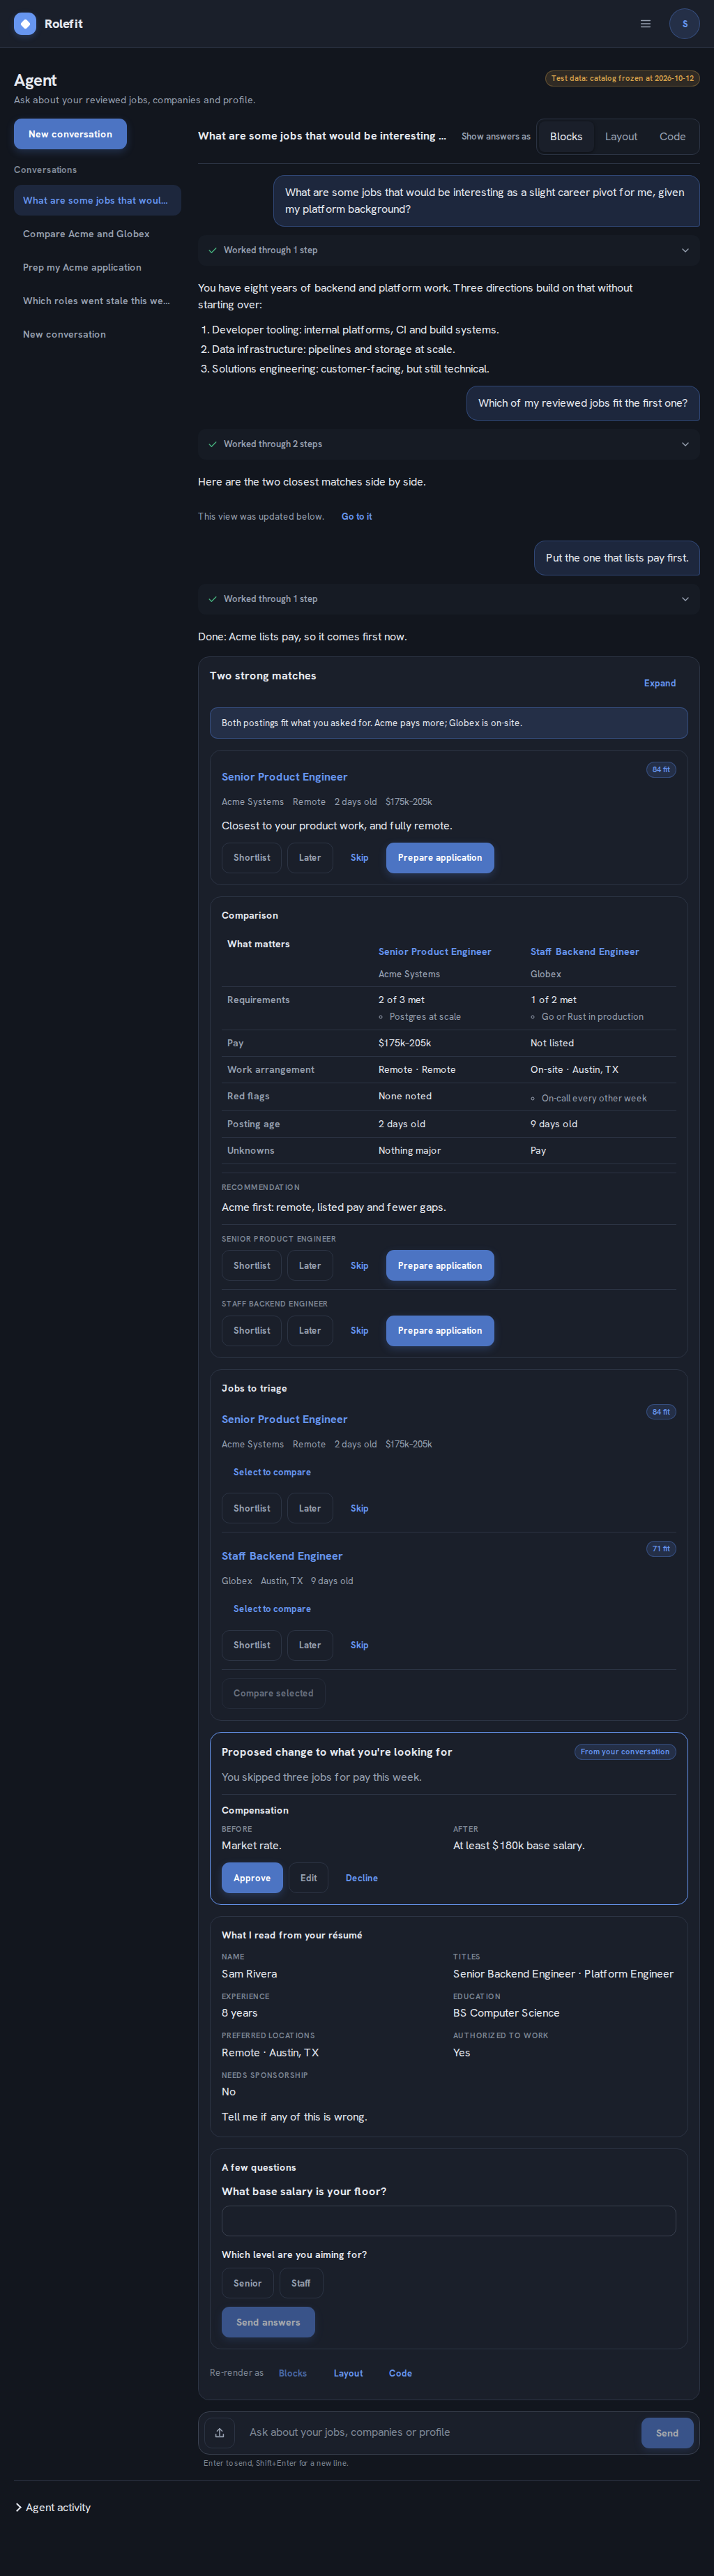 Rolefit
S
Agent
Test data: catalog frozen at 2026-10-12
Ask about your reviewed jobs, companies and profile.
New conversation
Conversations
What are some jobs that woul...
Compare Acme and Globex
Prep my Acme application
Which roles went stale this we...
New conversation
What are some jobs that would be interesting ...
Show answers as
Blocks
Layout
Code
What are some jobs that would be interesting as a slight career pivot for me, given
my platform background?
Worked through 1 step
You have eight years of backend and platform work. Three directions build on that without
starting over:
1. Developer tooling: internal platforms, CI and build systems.
2. Data infrastructure: pipelines and storage at scale.
3. Solutions engineering: customer-facing, but still technical.
Which of my reviewed jobs fit the first one?
Worked through 2 steps
Here are the two closest matches side by side.
This view was updated below. Go to it
Put the one that lists pay first.
Worked through 1 step
Done: Acme lists pay, so it comes first now.
Two strong matches
Expand
Both postings fit what you asked for. Acme pays more; Globex is on-site.
Senior Product Engineer
84 fit
Acme Systems Remote 2 days old $175k-205k
Closest to your product work, and fully remote.
Shortlist Later Skip Prepare application
Comparison
What matters Senior Product Engineer Staff Backend Engineer
Acme Systems Globex
Requirements 2 of 3 met 1 of 2 met
Postgres at scale Go or Rust in production
Pay $175k-205k Not listed
Work arrangement Remote · Remote On-site · Austin, TX
Red flags None noted On-call every other week
Posting age 2 days old 9 days old
Unknowns Nothing major Pay
RECOMMENDATION
Acme first: remote, listed pay and fewer gaps.
SENIOR PRODUCT ENGINEER
Shortlist Later Skip Prepare application
STAFF BACKEND ENGINEER
Shortlist Later Skip Prepare application
Jobs to triage
Senior Product Engineer
84 fit
Acme Systems Remote 2 days old $175k-205k
Select to compare
Shortlist Later Skip
Staff Backend Engineer
71 fit
Globex Austin, TX 9 days old
Select to compare
Shortlist Later Skip
Compare selected
Proposed change to what you're looking for
From your conversation
You skipped three jobs for pay this week.
Compensation
BEFORE AFTER
Market rate. At least $180k base salary.
Approve Edit Decline
What I read from your résumé
NAME TITLES
Sam Rivera Senior Backend Engineer · Platform Engineer
EXPERIENCE EDUCATION
8 years BS Computer Science
PREFERRED LOCATIONS AUTHORIZED TO WORK
Remote · Austin, TX Yes
NEEDS SPONSORSHIP
No
Tell me if any of this is wrong.
A few questions
What base salary is your floor?
Which level are you aiming for?
Senior Staff
Send answers
Re-render as Blocks Layout Code
Ask about your jobs, companies or profile
Send
Enter to send, Shift+Enter for a new line.
Agent activity